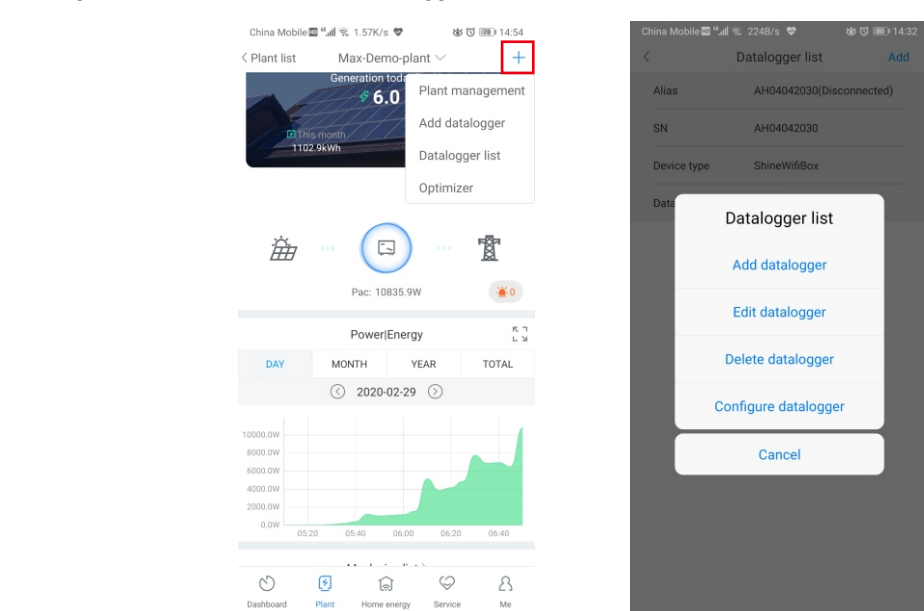 China Mobile 1.57K/s 14:54
Plant list Max-Demo-plant
Generation toda
6.0
This month
1102.9kWh
Plant management
Add datalogger
Datalogger list
Optimizer
Pac: 10835.9W
0
Power|Energy
DAY MONTH YEAR TOTAL
2020-02-29
10000.0W
8000.0W
6000.0W
4000.0W
2000.0W
0.0W
05:20 05:40 06:00 06:20 06:40
Dashboard Plant Home energy Service Me
China Mobile 224B/s 14:32
Datalogger list Add
Alias AH04042030(Disconnected)
SN AH04042030
Device type ShineWifiBox
Data
Datalogger list
Add datalogger
Edit datalogger
Delete datalogger
Configure datalogger
Cancel